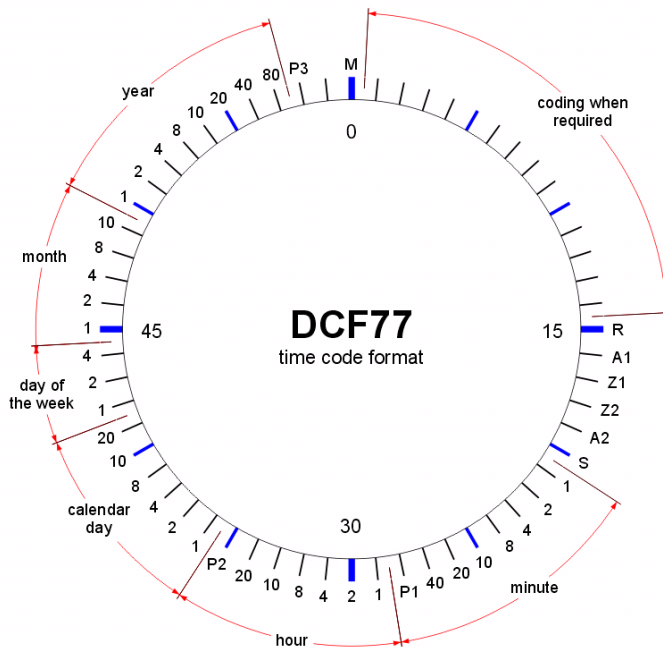 M
0
coding when
required
R
15
A1
Z1
Z2
A2
S
1
2
4
8
10
20
40
P1
minute
30
1
2
4
8
10
20
P2
hour
1
2
4
8
10
20
calendar
day
1
2
4
day of
the week
45
1
2
4
8
10
month
1
2
4
8
10
20
40
80
year
P3
DCF77
time code format